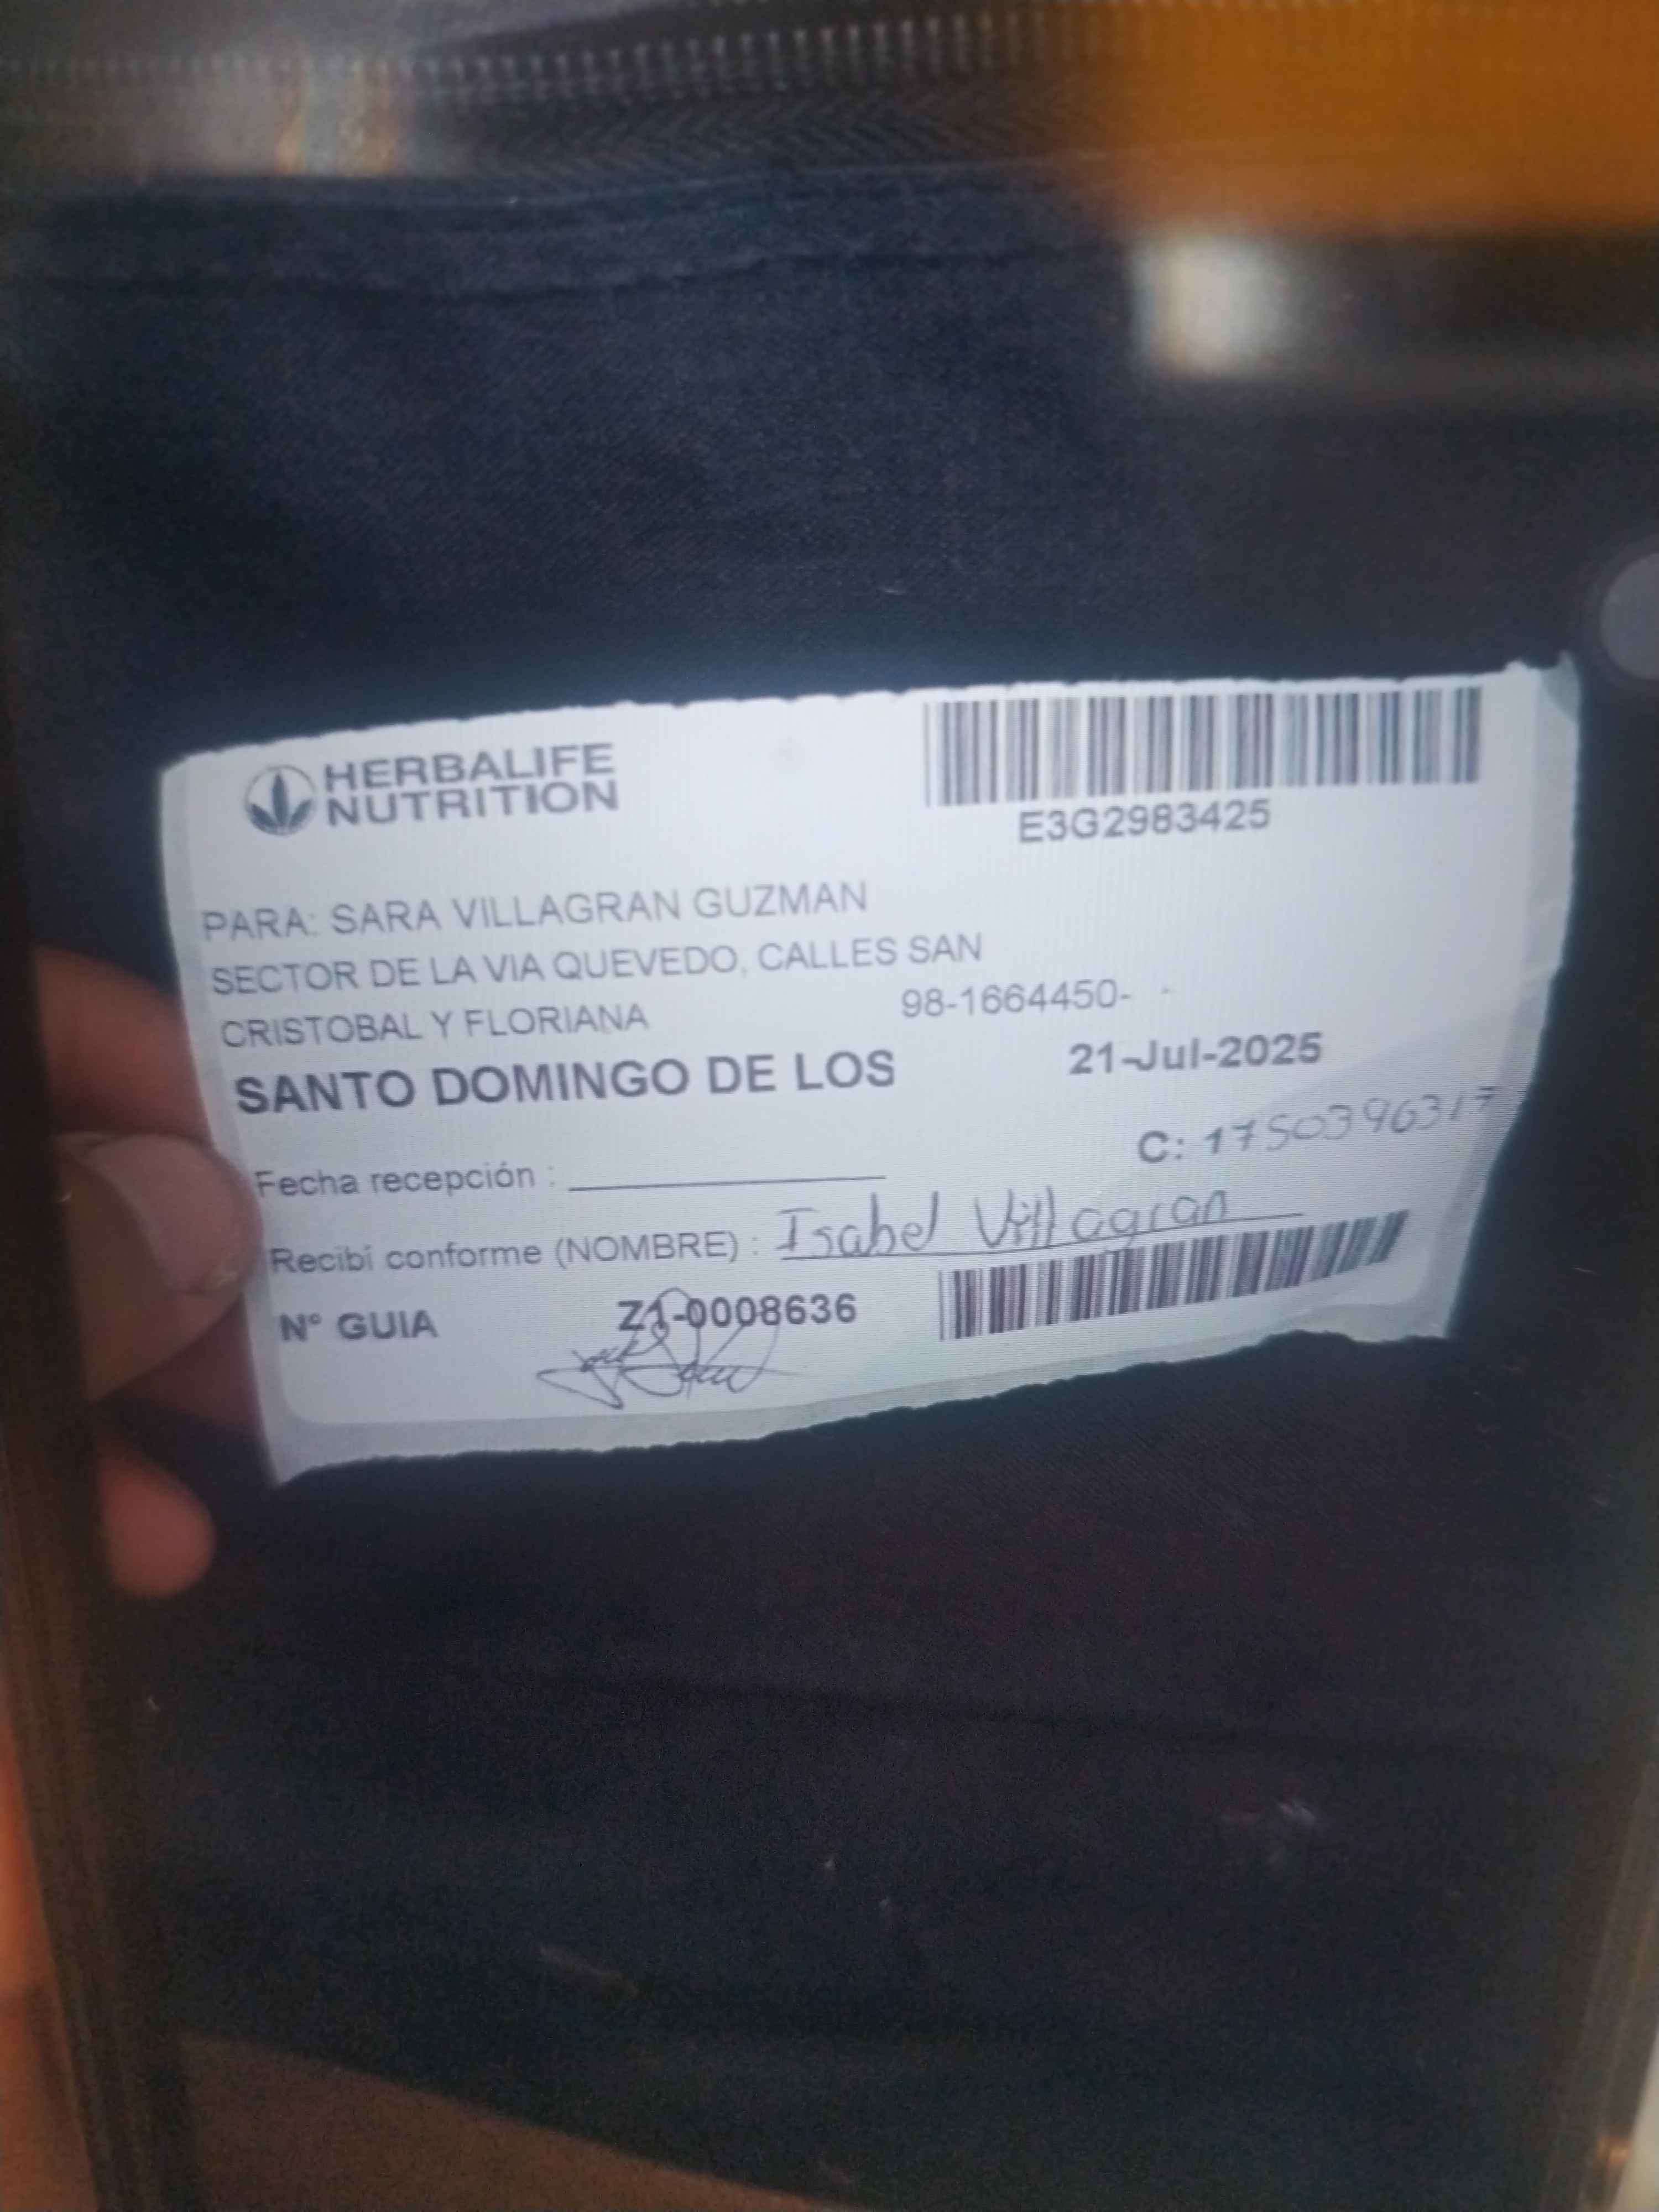 HERBALIFE
NUTRITION
E3G2983425
PARA: SARA VILLAGRAN GUZMAN
SECTOR DE LA VIA QUEVEDO, CALLES SAN
CRISTOBAL Y FLORIANA 98-1664450-
SANTO DOMINGO DE LOS 21-Jul-2025
C: 1750396317
Fecha recepción :
Recibí conforme (NOMBRE) : Isabel Villagran
N° GUIA Z1-0008636